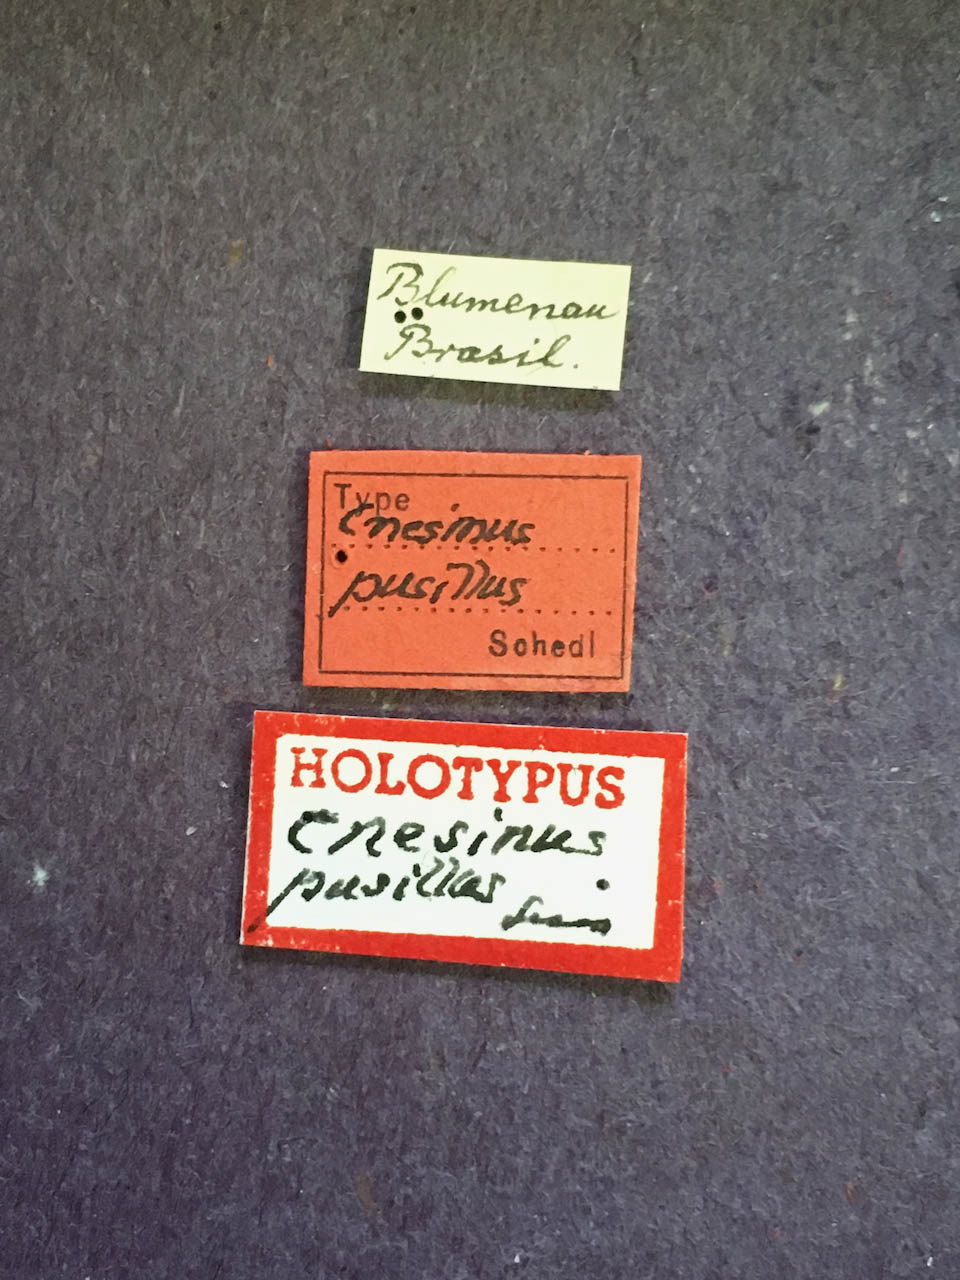 Blumenau
Brasil.
Type
Cnesinus
pusillus
Schedl
HOLOTYPUS
Cnesinus
pusillus